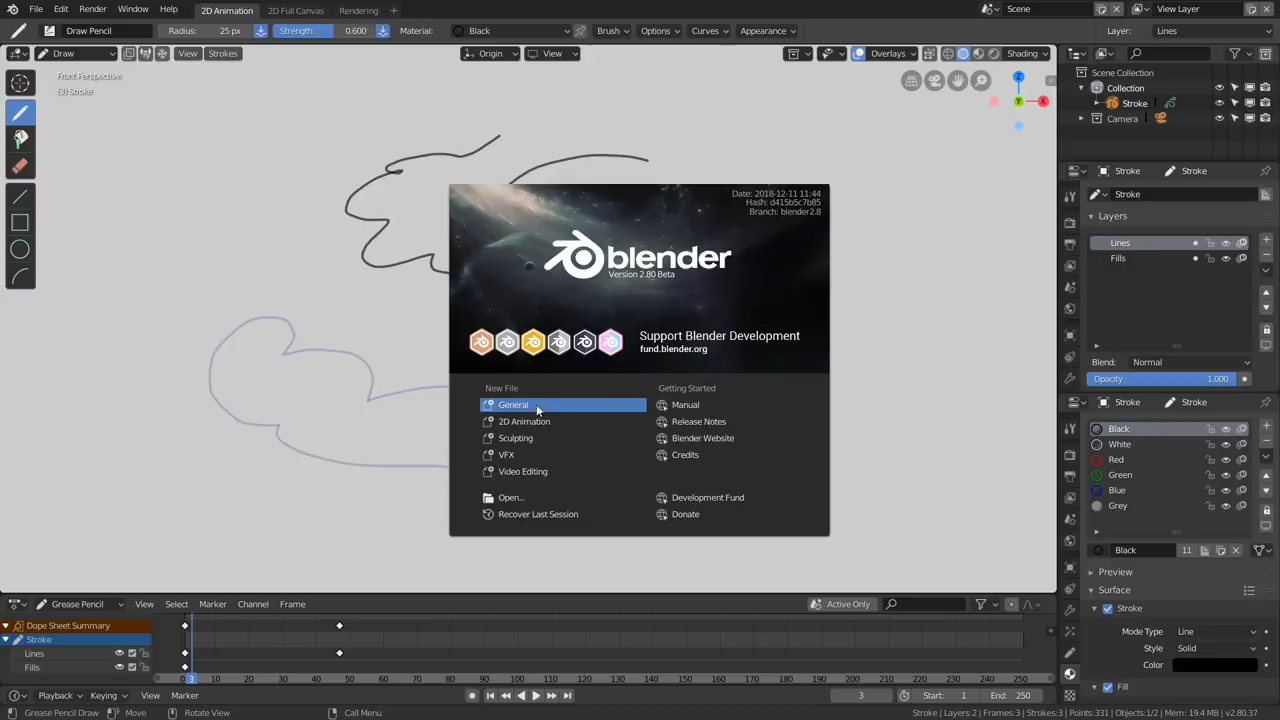 File Edit Render Window Help 2D Animation 2D Full Canvas Rendering + Scene View Layer
Draw Pencil Radius: 25 px Strength: 0.600 Material: Black Brush Options Curves Appearance Layer: Lines
Draw View Strokes Origin View Overlays Shading
Front Perspective
(3) Stroke
Z
Y
X
Scene Collection
Collection
Stroke
Camera
Stroke Stroke
Stroke
Layers
Lines
Fills
Blend: Normal
Opacity: 1.000
Stroke Stroke
Black
White
Red
Green
Blue
Grey
Black 11
Preview
Surface
Stroke
Mode Type Line
Style Solid
Color
Fill
Date: 2018-12-11 11:44
Hash: d415b5c7b85
Branch: blender2.8
blender
Version 2.80 Beta
Support Blender Development
fund.blender.org
New File
General
2D Animation
Sculpting
VFX
Video Editing
Open...
Recover Last Session
Getting Started
Manual
Release Notes
Blender Website
Credits
Development Fund
Donate
Grease Pencil View Select Marker Channel Frame Active Only
Dope Sheet Summary
Stroke
Lines
Fills
3 10 20 30 40 50 60 70 80 90 100 110 120 130 140 150 160 170 180 190 200 210 220 230 240 250
Playback Keying View Marker 3 Start: 1 End: 250
Grease Pencil Draw Move Rotate View Call Menu Stroke | Layers:2 | Frames:3 | Strokes:3 | Points:331 | Objects:1/2 | Mem: 19.4 MB | v2.80.37